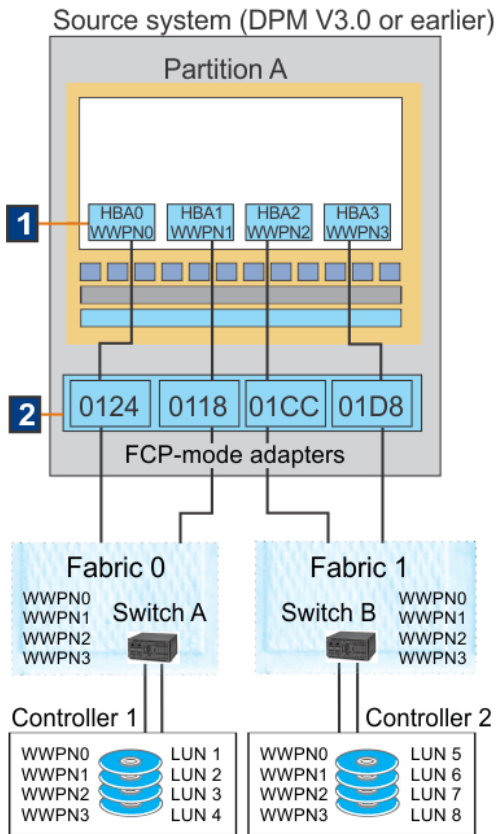 Source system (DPM V3.0 or earlier)
Partition A
1
HBA0 HBA1 HBA2 HBA3
WWPN0 WWPN1 WWPN2 WWPN3
2
0124 0118 01CC 01D8
FCP-mode adapters
Fabric 0
WWPN0
WWPN1
WWPN2
WWPN3
Switch A
Fabric 1
Switch B
WWPN0
WWPN1
WWPN2
WWPN3
Controller 1
WWPN0 LUN 1
WWPN1 LUN 2
WWPN2 LUN 3
WWPN3 LUN 4
Controller 2
WWPN0 LUN 5
WWPN1 LUN 6
WWPN2 LUN 7
WWPN3 LUN 8